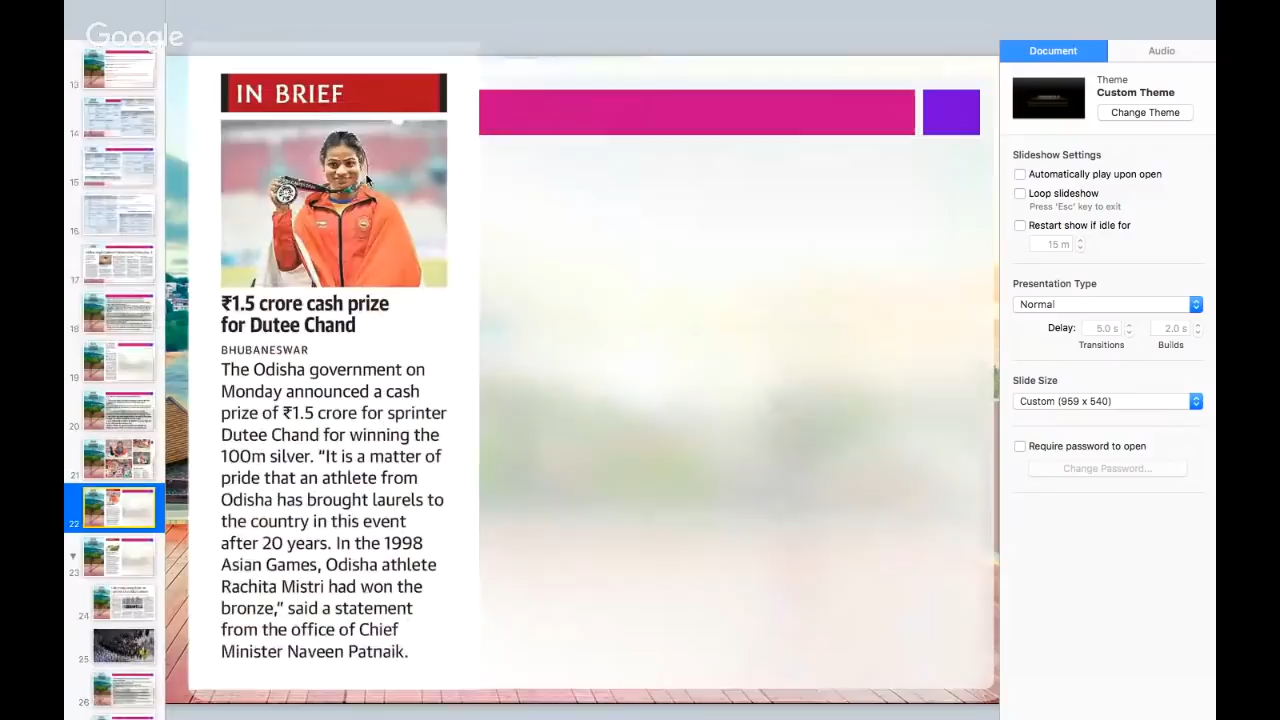 Google
13
14
15
16
17
18
19
20
21
22
23
24
25
26
IN BRIEF
₹1.5 crore cash prize
for Dutee Chand
BHUBANESWAR
The Odisha government on
Monday announced a cash
prize of ₹1.5 crore for sprinter
Dutee Chand for winning the
100m silver. “It is a matter of
pride that an athlete from
Odisha has brought laurels to
the country in this event
after 20 years. In the 1998
Asian Games, Odisha athlete
Rachita Mistri had won the
bronze,” said a statement
from the office of Chief
Minister Naveen Patnaik.
Document Audio
Theme
Custom Theme
Change Theme
Slideshow Settings
Automatically play upon open
Loop slideshow
Press 'Esc' key to exit
Restart show if idle for
15 m
Presentation Type
Normal
Delay: 5.0 s 2.0 s
Transitions Builds
Slide Size
Custom (959 x 540)
Require password to open
Change Password...